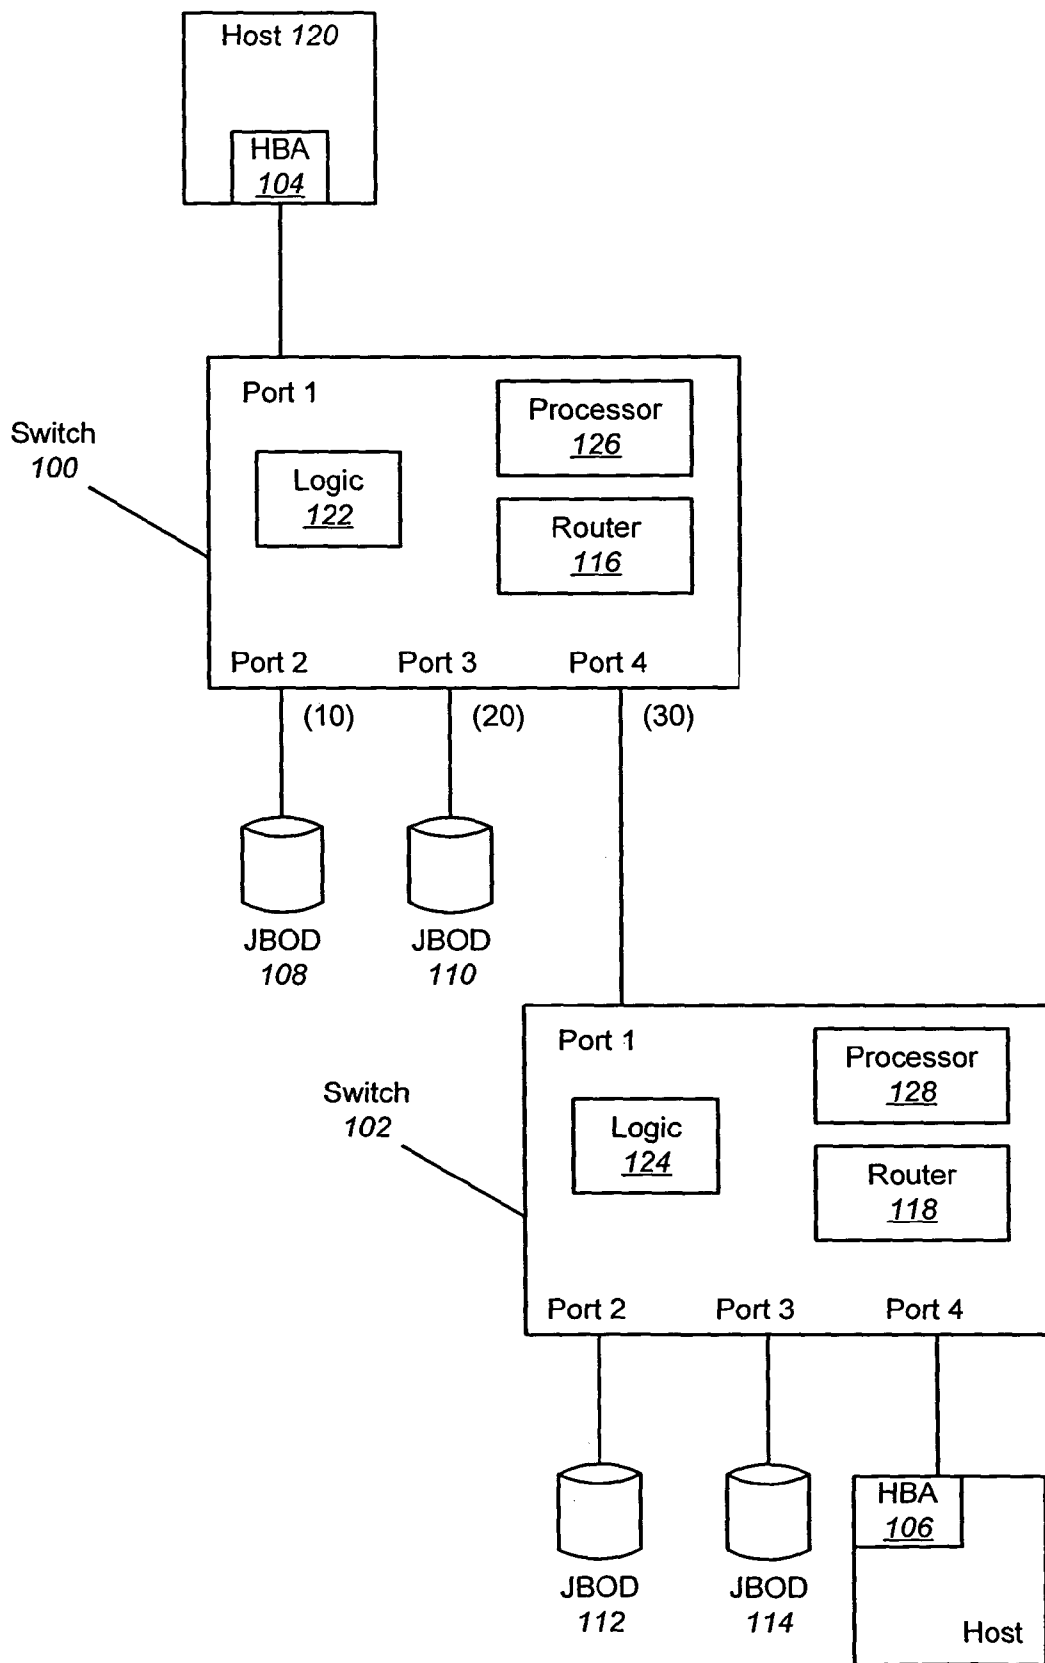 Host 120
HBA
104
Port 1
Processor
126
Switch
100
Logic
122
Router
116
Port 2
Port 3
Port 4
(10)
(20)
(30)
JBOD
108
JBOD
110
Port 1
Processor
128
Switch
102
Logic
124
Router
118
Port 2
Port 3
Port 4
HBA
106
JBOD
112
JBOD
114
Host